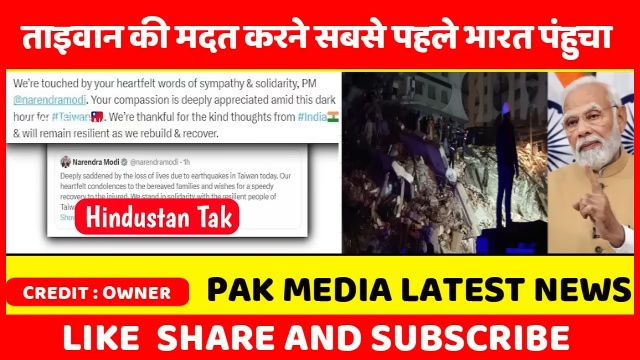 ताइवान की मदत करने सबसे पहले भारत पंहुचा
We're touched by your heartfelt words of sympathy & solidarity, PM
@narendramodi. Your compassion is deeply appreciated amid this dark
hour for #Taiwan🇹🇼. We're thankful for the kind thoughts from #India🇮🇳
& will remain resilient as we rebuild & recover.
Narendra Modi @narendramodi · 1h
Deeply saddened by the loss of lives due to earthquakes in Taiwan today. Our
heartfelt condolences to the bereaved families and wishes for a speedy
recovery to the injured. We stand in solidarity with the resilient people of
Hindustan Tak
CREDIT : OWNER
PAK MEDIA LATEST NEWS
LIKE SHARE AND SUBSCRIBE